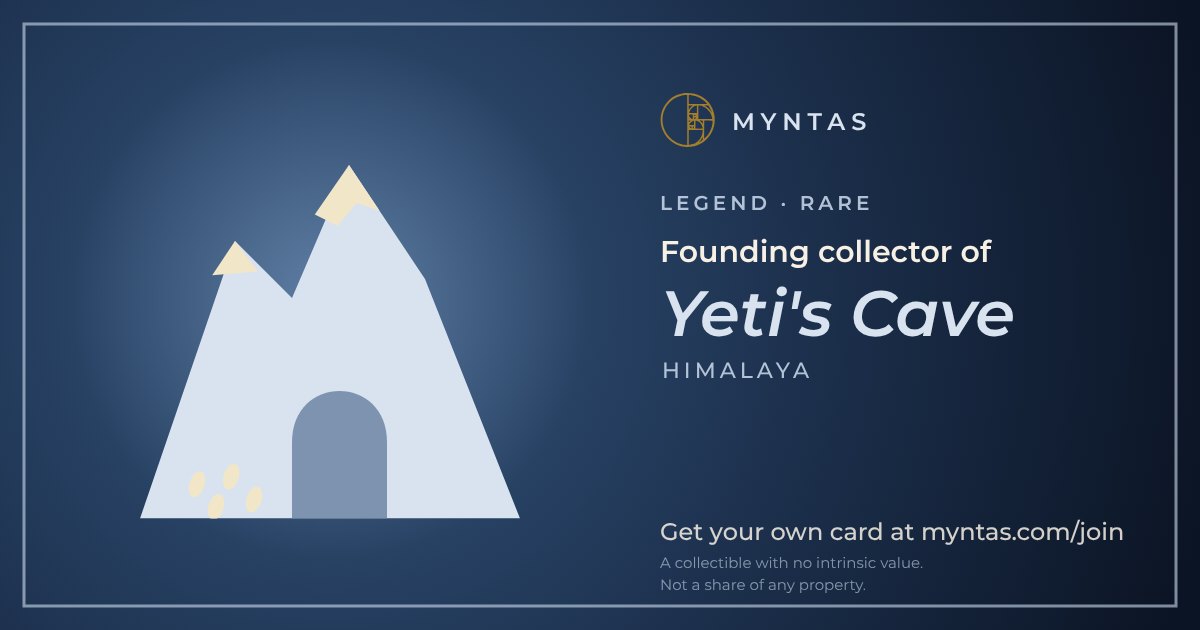 MYNTAS
LEGEND · RARE
Founding collector of
Yeti's Cave
HIMALAYA
Get your own card at myntas.com/join
A collectible with no intrinsic value.
Not a share of any property.